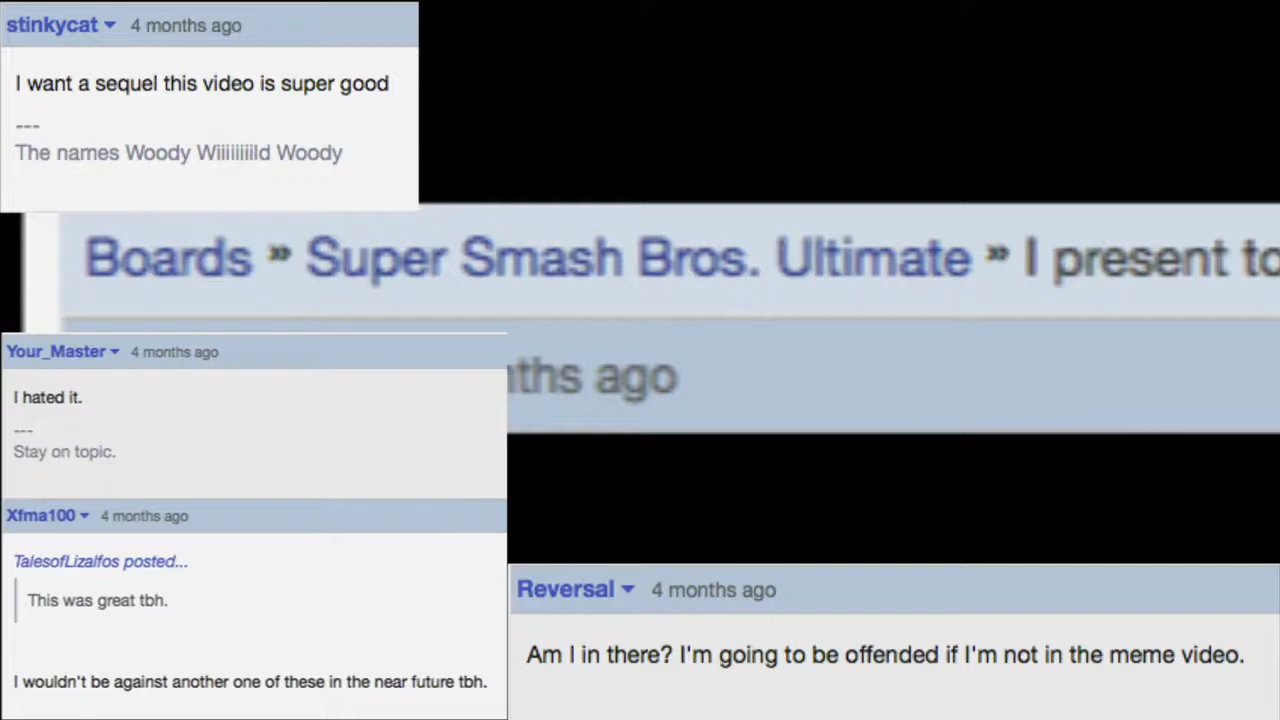 stinkycat 4 months ago
I want a sequel this video is super good
---
The names Woody Wiiiiiiild Woody
Boards » Super Smash Bros. Ultimate » I present to
ths ago
Your_Master 4 months ago
I hated it.
---
Stay on topic.
Xfma100 4 months ago
TalesofLizalfos posted...
This was great tbh.
I wouldn't be against another one of these in the near future tbh.
Reversal 4 months ago
Am I in there? I'm going to be offended if I'm not in the meme video.